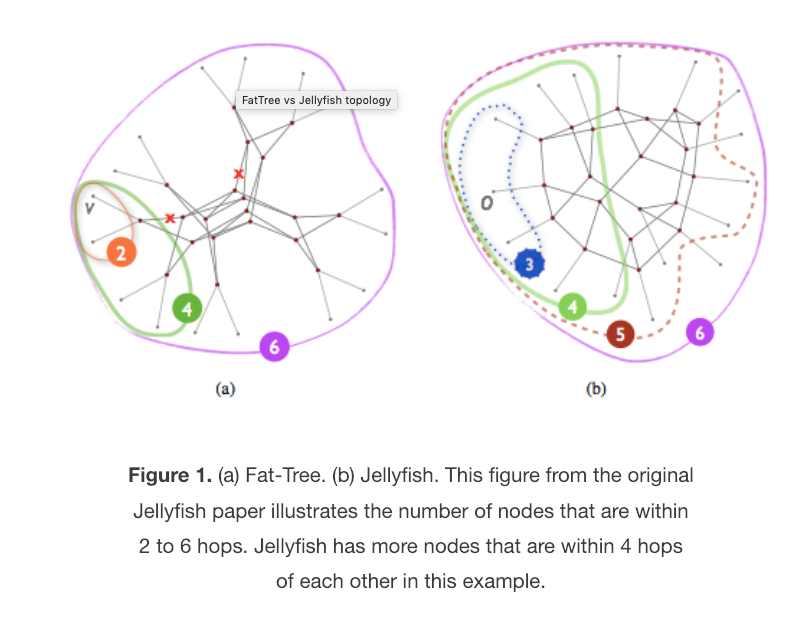 FatTree vs Jellyfish topology
V
2
4
6
(a)
O
3
4
5
6
(b)
Figure 1. (a) Fat-Tree. (b) Jellyfish. This figure from the original
Jellyfish paper illustrates the number of nodes that are within
2 to 6 hops. Jellyfish has more nodes that are within 4 hops
of each other in this example.